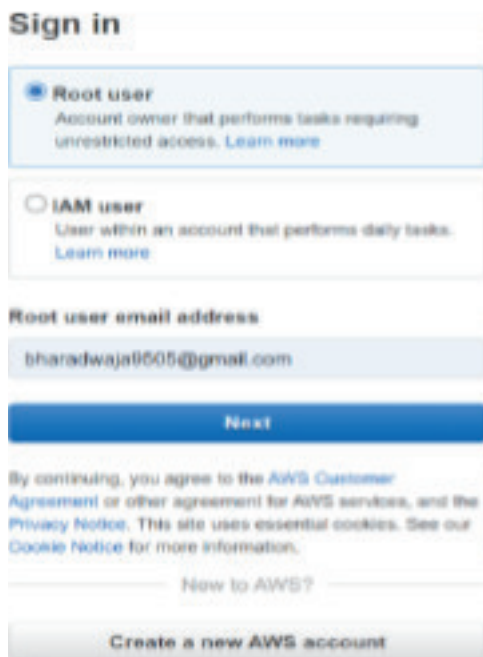 Sign in
Root user
Account owner that performs tasks requiring
unrestricted access. Learn more
IAM user
User within an account that performs daily tasks.
Learn more
Root user email address
bharadwaja9505@gmail.com
Next
By continuing, you agree to the AWS Customer
Agreement or other agreement for AWS services, and the
Privacy Notice. This site uses essential cookies. See our
Cookie Notice for more information.
New to AWS?
Create a new AWS account